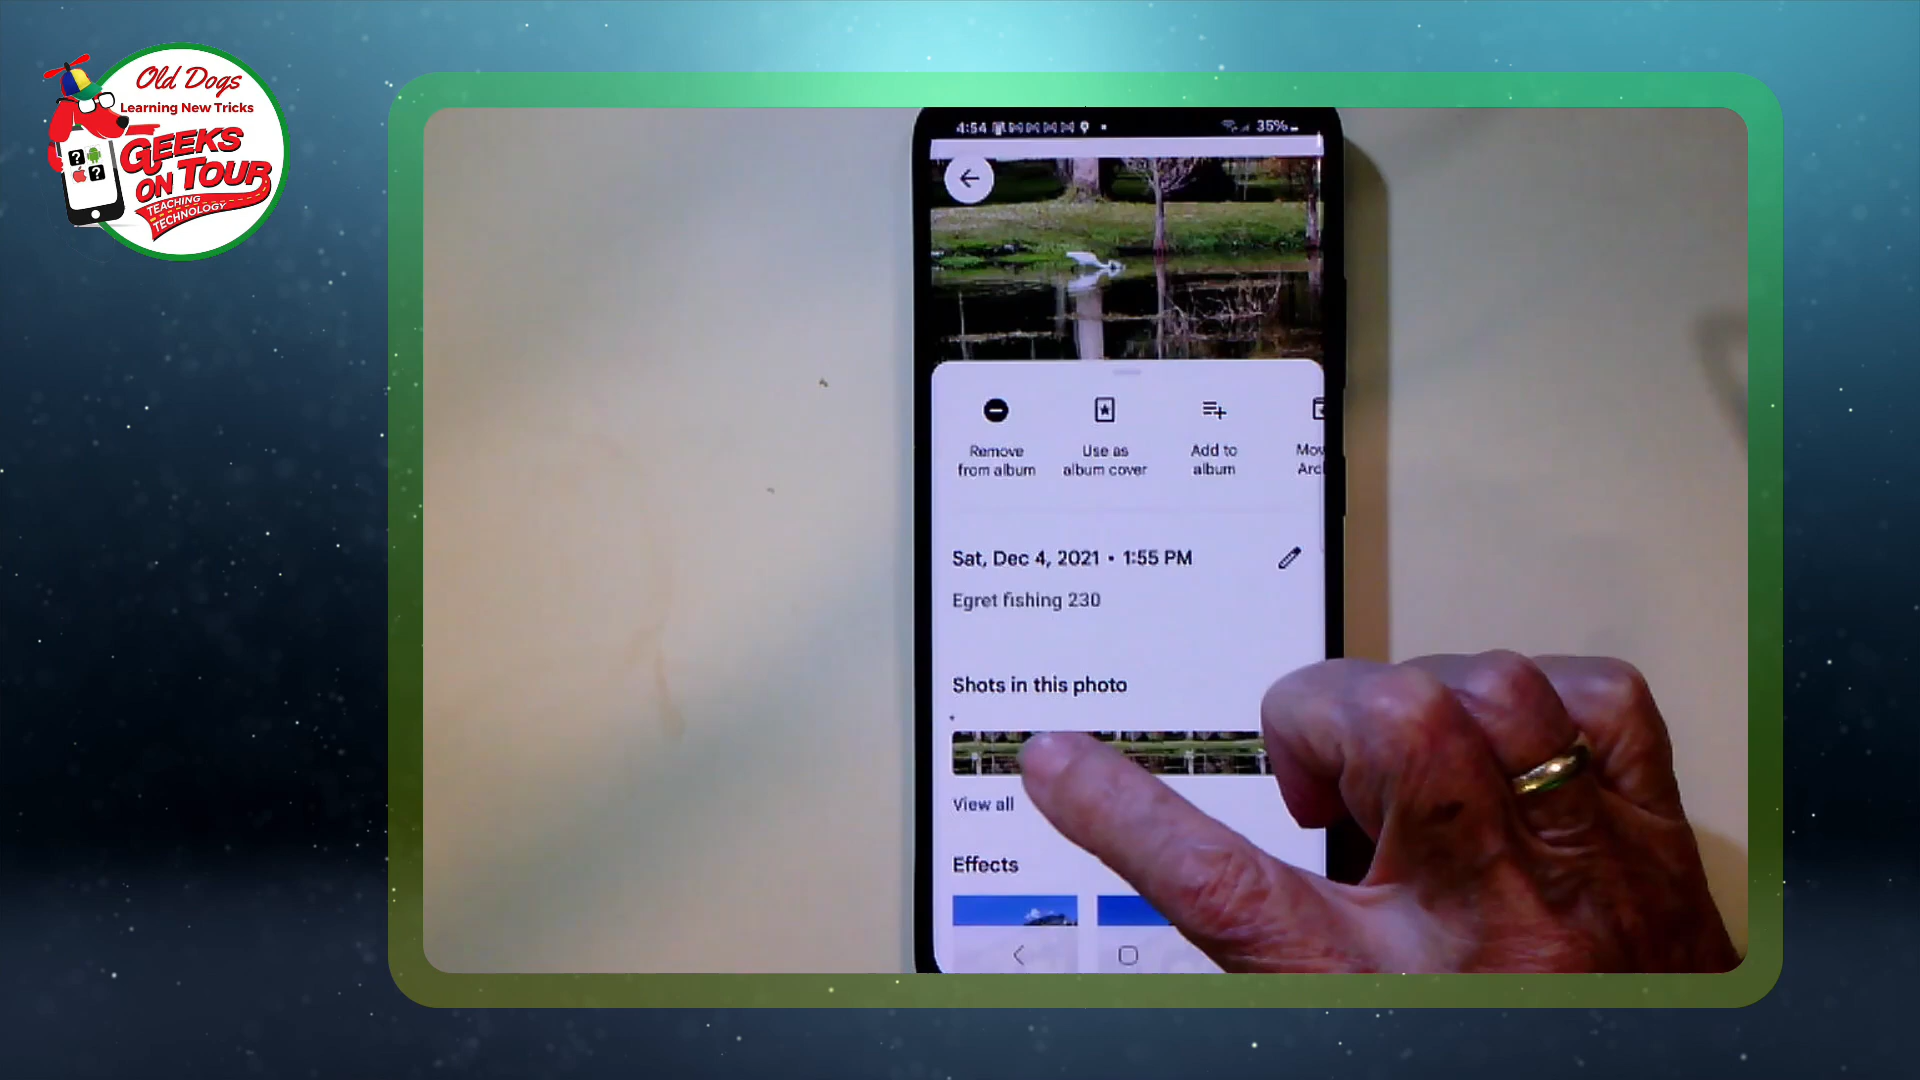 Old Dogs
Learning New Tricks
GEEKS
ON TOUR
TEACHING
TECHNOLOGY
4:54
35%
Remove
from album
Use as
album cover
Add to
album
Sat, Dec 4, 2021 • 1:55 PM
Egret fishing 230
Shots in this photo
View all
Effects